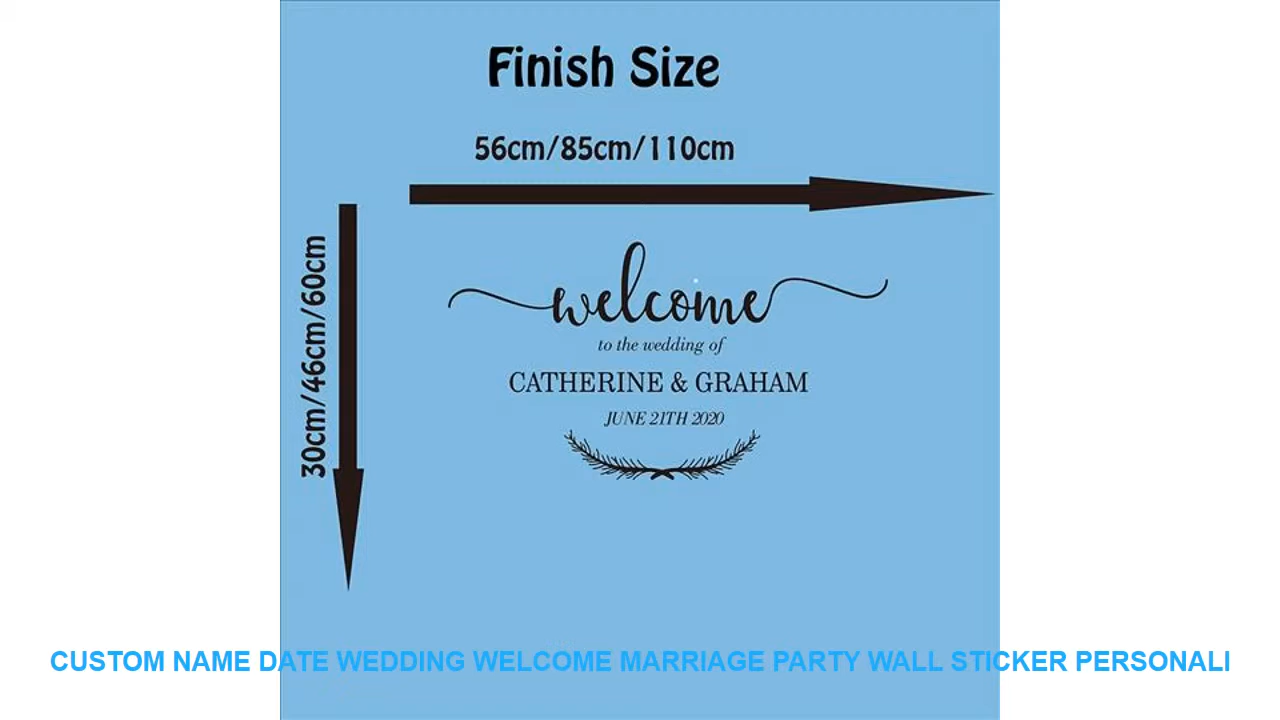 Finish Size
56cm/85cm/110cm
30cm/46cm/60cm
welcome
to the wedding of
CATHERINE & GRAHAM
JUNE 21TH 2020
CUSTOM NAME DATE WEDDING WELCOME MARRIAGE PARTY WALL STICKER PERSONALI